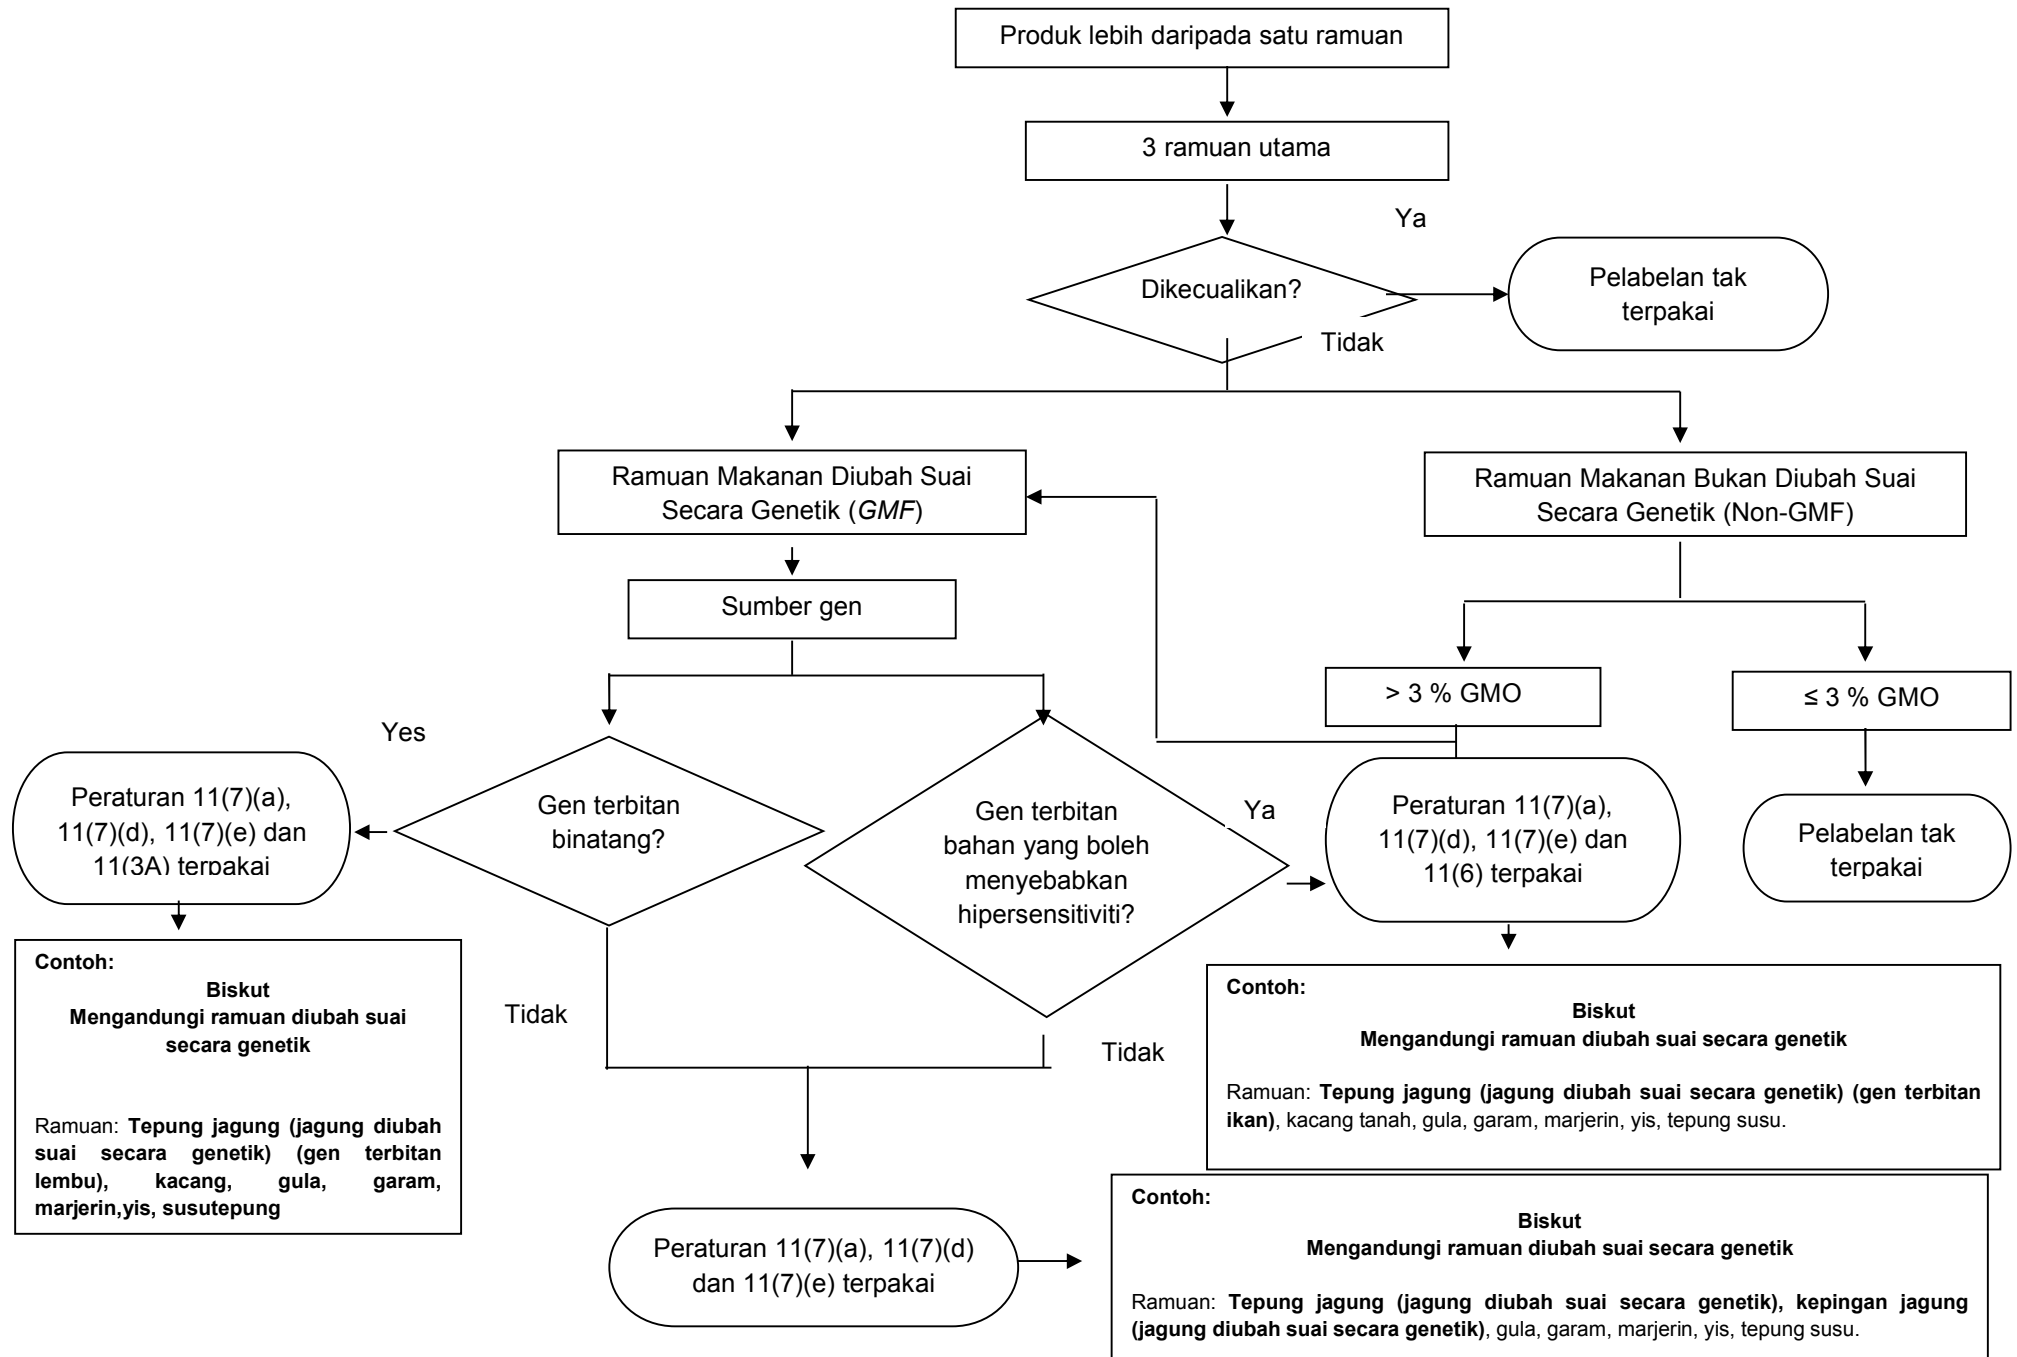 Produk lebih daripada satu ramuan
3 ramuan utama
Ya
Dikecualikan?
Pelabelan tak
terpakai
Tidak
Ramuan Makanan Diubah Suai
Secara Genetik (GMF)
Ramuan Makanan Bukan Diubah Suai
Secara Genetik (Non-GMF)
Sumber gen
> 3 % GMO
≤ 3 % GMO
Yes
Peraturan 11(7)(a),
11(7)(d), 11(7)(e) dan
11(3A) terpakai
Gen terbitan
binatang?
Gen terbitan
bahan yang boleh
menyebabkan
hipersensitiviti?
Ya
Peraturan 11(7)(a),
11(7)(d), 11(7)(e) dan
11(6) terpakai
Pelabelan tak
terpakai
Contoh:
Biskut
Mengandungi ramuan diubah suai
secara genetik
Ramuan: Tepung jagung (jagung diubah
suai secara genetik) (gen terbitan
lembu), kacang, gula, garam,
marjerin,yis, susutepung
Tidak
Tidak
Contoh:
Biskut
Mengandungi ramuan diubah suai secara genetik
Ramuan: Tepung jagung (jagung diubah suai secara genetik) (gen terbitan
ikan), kacang tanah, gula, garam, marjerin, yis, tepung susu.
Peraturan 11(7)(a), 11(7)(d)
dan 11(7)(e) terpakai
Contoh:
Biskut
Mengandungi ramuan diubah suai secara genetik
Ramuan: Tepung jagung (jagung diubah suai secara genetik), kepingan jagung
(jagung diubah suai secara genetik), gula, garam, marjerin, yis, tepung susu.